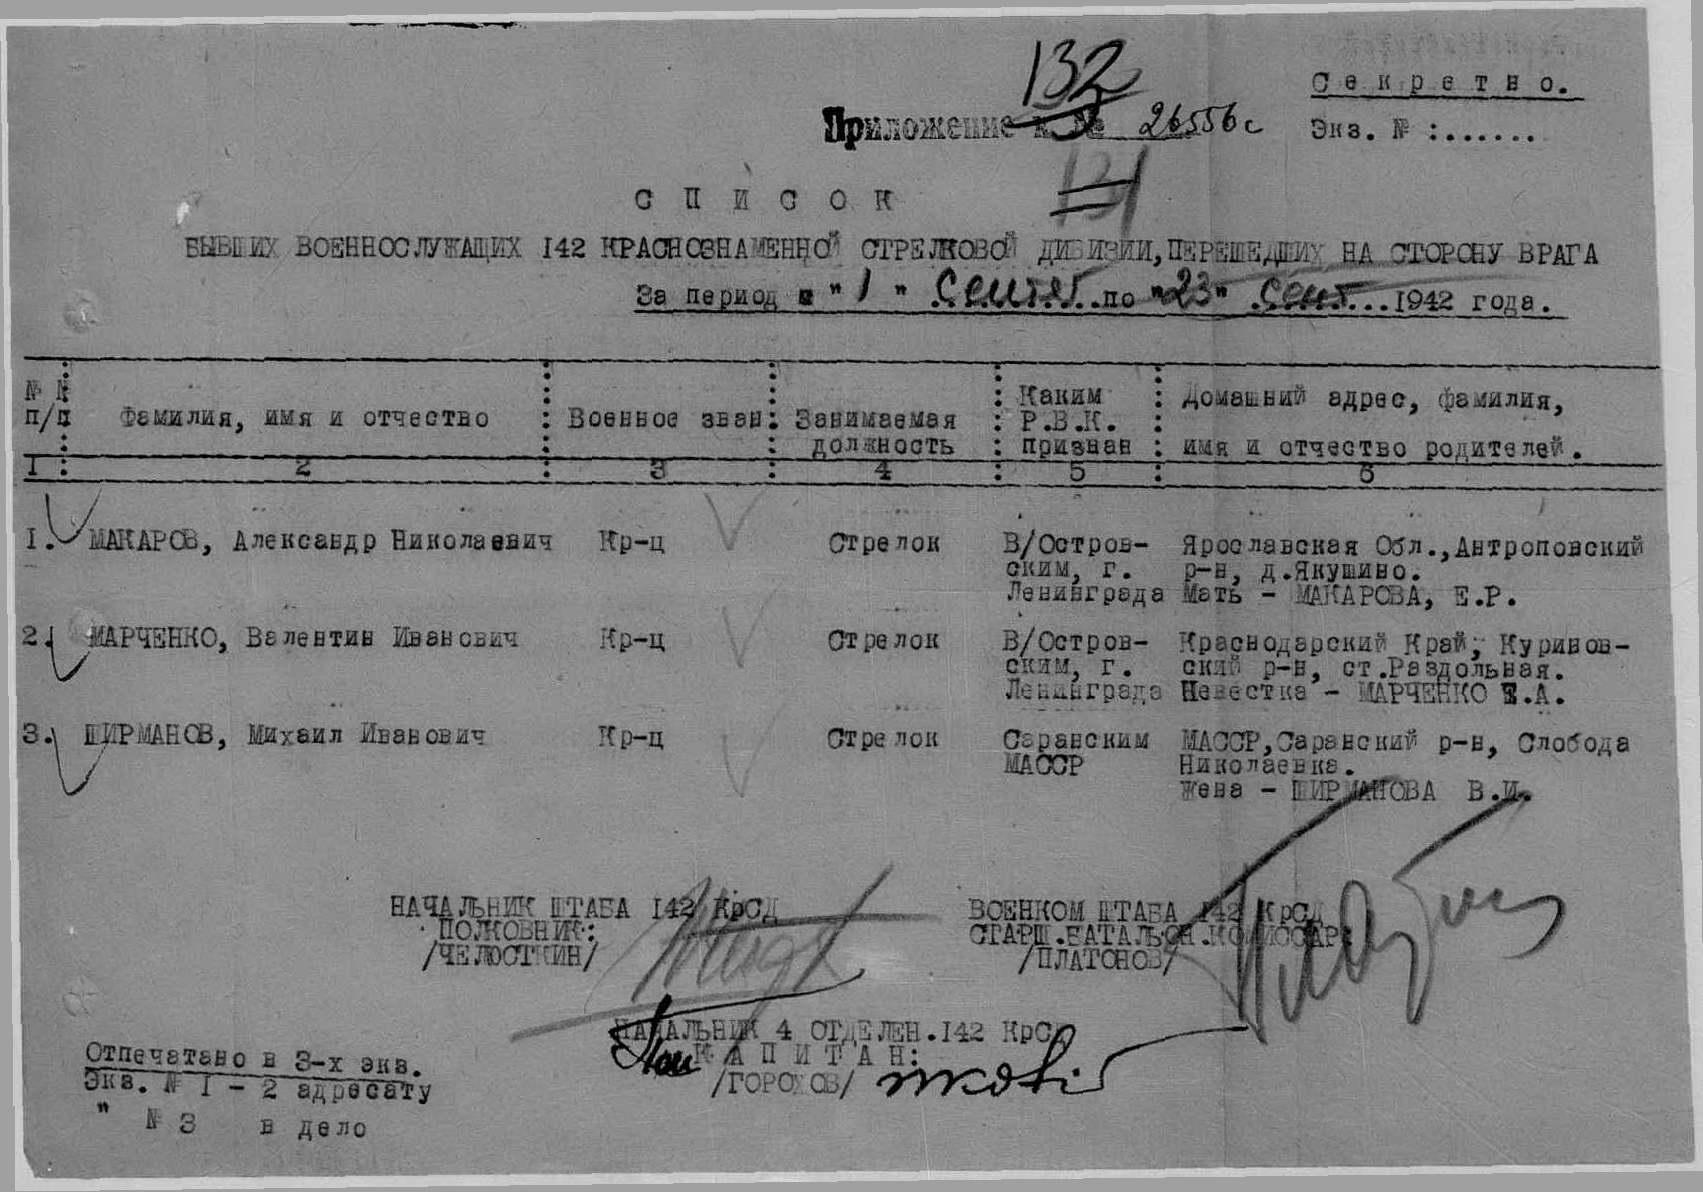 132
Секретно.
Приложение к № 26556с
Экз. № :.......
131
СПИСОК
БЫВШИХ ВОЕННОСЛУЖАЩИХ 142 КРАСНОЗНАМЕННОЙ СТРЕЛКОВОЙ ДИВИЗИИ, ПЕРЕШЕДШИХ НА СТОРОНУ ВРАГА
За период с "1" сентяб. по "23" сент...1942 года.
№ №
п/п Фамилия, имя и отчество Военное зван. Занимаемая должность Каким Р.В.К. признан Домашний адрес, фамилия, имя и отчество родителей.
1 2 3 4 5 6
1. МАКАРОВ, Александр Николаевич Кр-ц Стрелок В/Остров- Ярославская Обл., Антроповский
ским, г. р-н, д.Якушино.
Ленинграда Мать - МАКАРОВА, Е.Р.
2. МАРЧЕНКО, Валентин Иванович Кр-ц Стрелок В/Остров- Краснодарский Край, Куринов-
ским, г. ский р-н, ст.Раздольная.
Ленинграда Невестка - МАРЧЕНКО Е.А.
3. ШИРМАНОВ, Михаил Иванович Кр-ц Стрелок Саранским МАССР, Саранский р-н, Слобода
МАССР Николаевка.
Жена - ШИРМАНОВА В.И.
НАЧАЛЬНИК ШТАБА 142 КрСД
ПОЛКОВНИК:
/ЧЕЛЮСТКИН/
ВОЕНКОМ ШТАБА 142 КрСД
СТАРШ.БАТАЛЬОН.КОМИССАР
/ПЛАТОНОВ/
НАЧАЛЬНИК 4 ОТДЕЛЕН.142 КрСД
КАПИТАН:
/ГОРОХОВ/
Отпечатано в 3-х экз.
Экз. № 1 - 2 адресату
" № 3 в дело